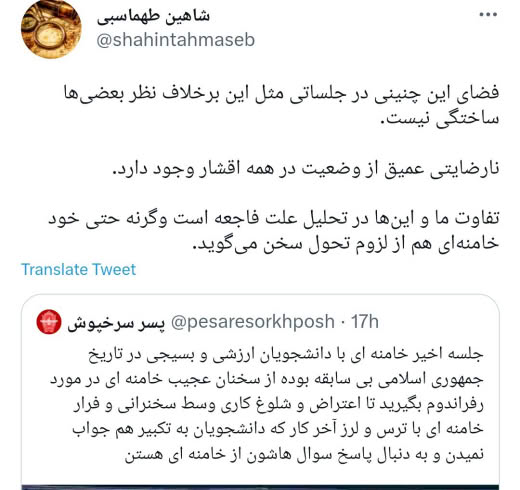 شاهین طهماسبی
@shahintahmaseb
فضای این چنینی در جلساتی مثل این برخلاف نظر بعضی‌ها
ساختگی نیست.
نارضایتی عمیق از وضعیت در همه اقشار وجود دارد.
تفاوت ما و این‌ها در تحلیل علت فاجعه است وگرنه حتی خود
خامنه‌ای هم از لزوم تحول سخن می‌گوید.
Translate Tweet
پسر سرخپوش @pesaresorkhposh · 17h
جلسه اخیر خامنه ای با دانشجویان ارزشی و بسیجی در تاریخ
جمهوری اسلامی بی سابقه بوده از سخنان عجیب خامنه ای در مورد
رفراندوم بگیرید تا اعتراض و شلوغ کاری وسط سخنرانی و فرار
خامنه ای با ترس و لرز آخر کار که دانشجویان به تکبیر هم جواب
نمیدن و به دنبال پاسخ سوال هاشون از خامنه ای هستن